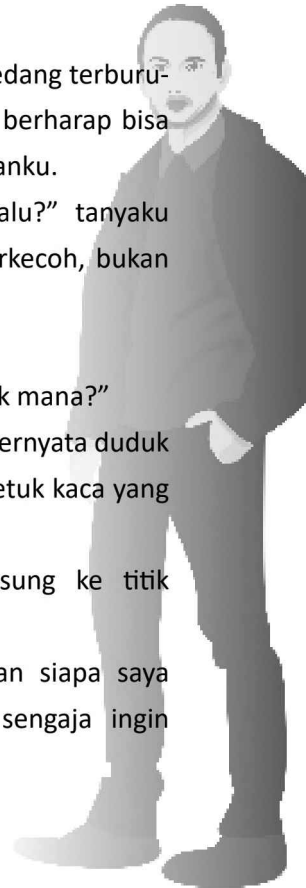 edang terburu-
berharap bisa
anku.
alu?” tanyaku
rkecoh, bukan
k mana?”
ernyata duduk
etuk kaca yang
sung ke titik
an siapa saya
sengaja ingin